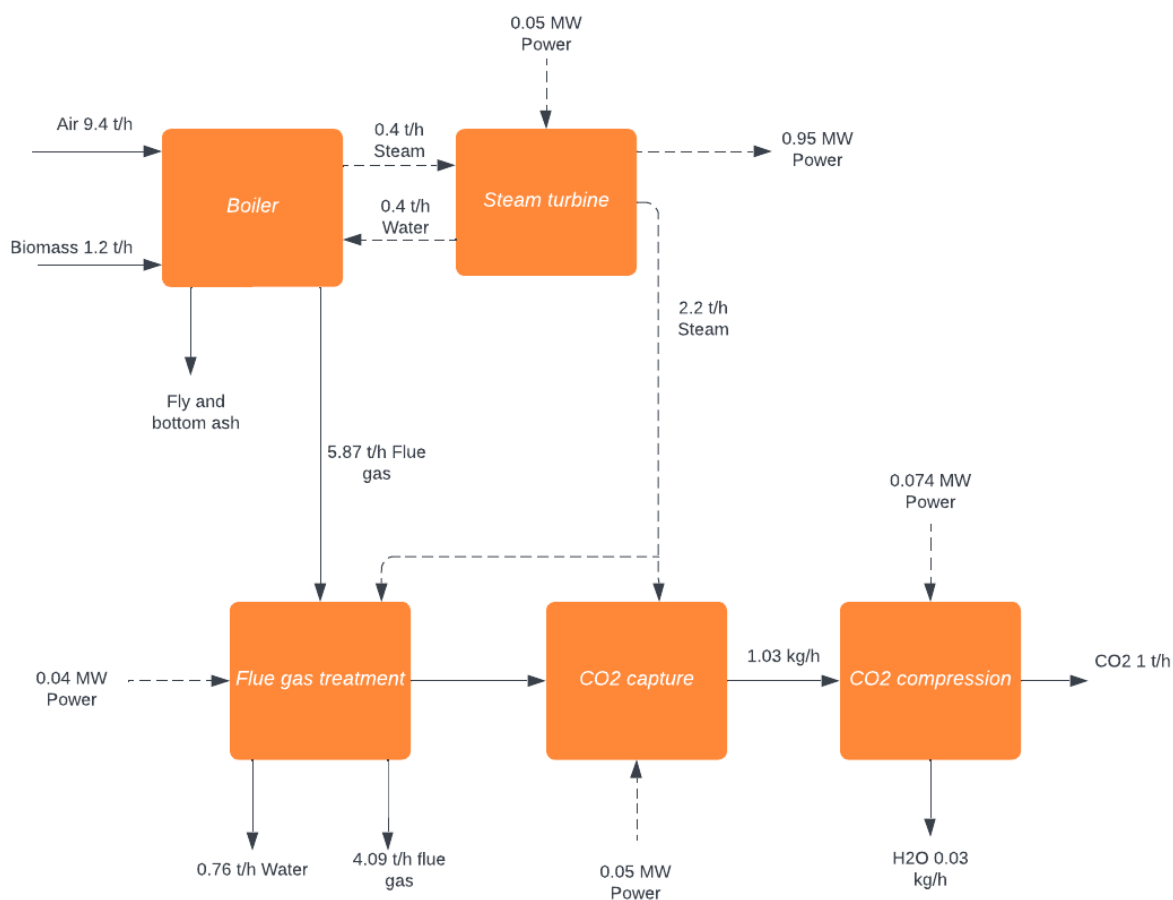 0.05 MW
Power
Air 9.4 t/h
0.4 t/h
Steam
0.95 MW
Power
Boiler
Steam turbine
0.4 t/h
Water
Biomass 1.2 t/h
2.2 t/h
Steam
Fly and
bottom ash
5.87 t/h Flue
gas
0.074 MW
Power
0.04 MW
Power
Flue gas treatment
CO2 capture
1.03 kg/h
CO2 compression
CO2 1 t/h
0.76 t/h Water
4.09 t/h flue
gas
0.05 MW
Power
H2O 0.03
kg/h